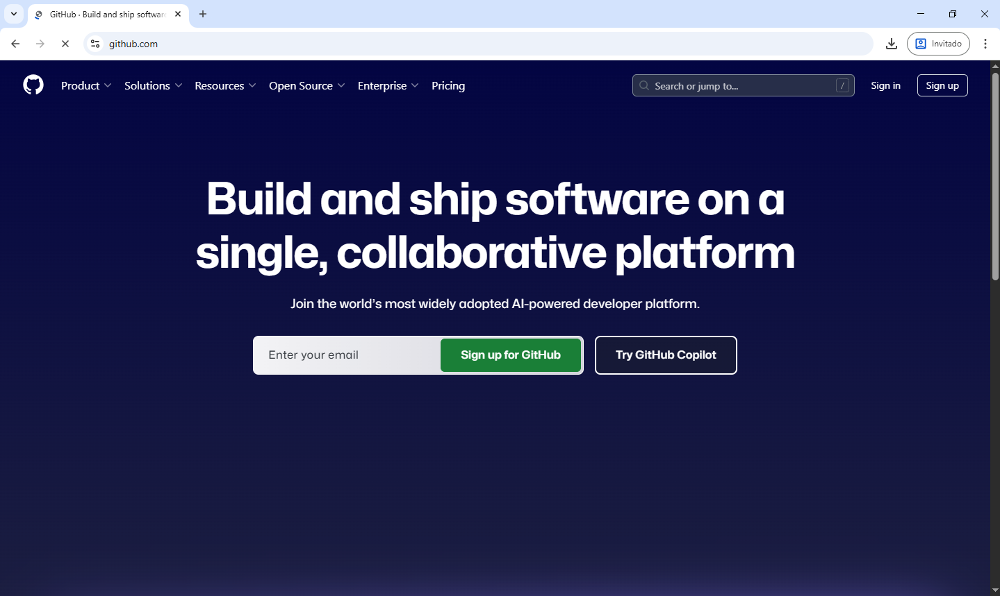 GitHub · Build and ship software
github.com
Invitado
Product
Solutions
Resources
Open Source
Enterprise
Pricing
Search or jump to...
/
Sign in
Sign up
Build and ship software on a
single, collaborative platform
Join the world's most widely adopted AI-powered developer platform.
Enter your email
Sign up for GitHub
Try GitHub Copilot